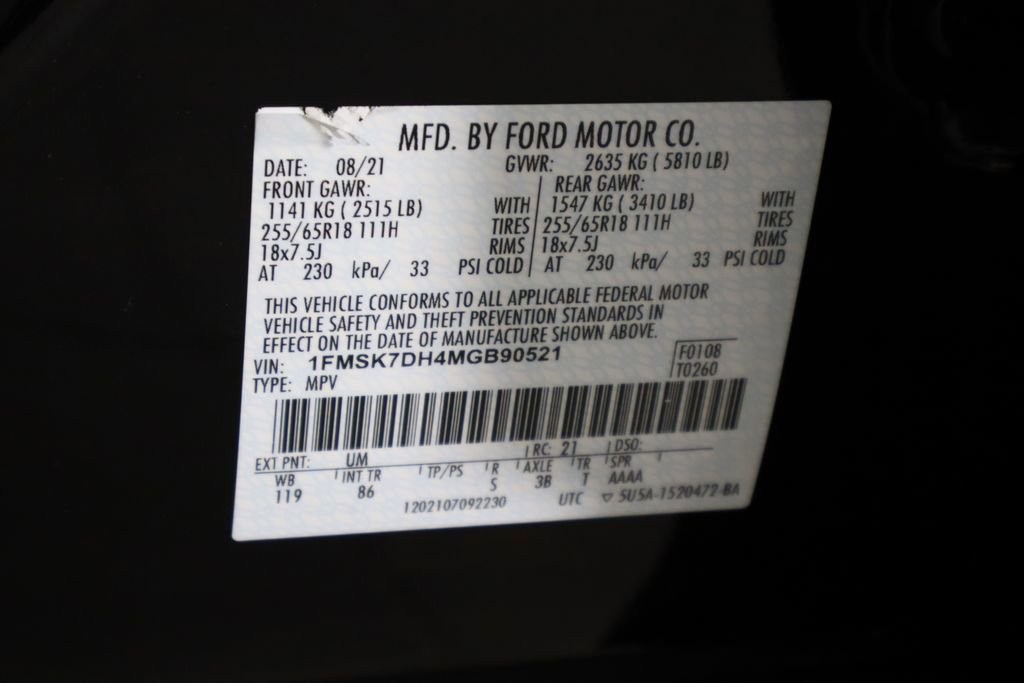 MFD. BY FORD MOTOR CO.
DATE: 08/21 GVWR: 2635 KG ( 5810 LB)
FRONT GAWR: REAR GAWR:
1141 KG ( 2515 LB) WITH 1547 KG ( 3410 LB) WITH
255/65R18 111H TIRES 255/65R18 111H TIRES
18x7.5J RIMS 18x7.5J RIMS
AT 230 kPa/ 33 PSI COLD AT 230 kPa/ 33 PSI COLD
THIS VEHICLE CONFORMS TO ALL APPLICABLE FEDERAL MOTOR
VEHICLE SAFETY AND THEFT PREVENTION STANDARDS IN
EFFECT ON THE DATE OF MANUFACTURE SHOWN ABOVE.
VIN: 1FMSK7DH4MGB90521 F0108
TYPE: MPV T0260
EXT PNT: UM RC: 21 DSO:
WB INT TR TP/PS R AXLE TR SPR
119 86 S 3B T AAAA
1202107092230 UTC ▽ 5U5A-1520472-BA